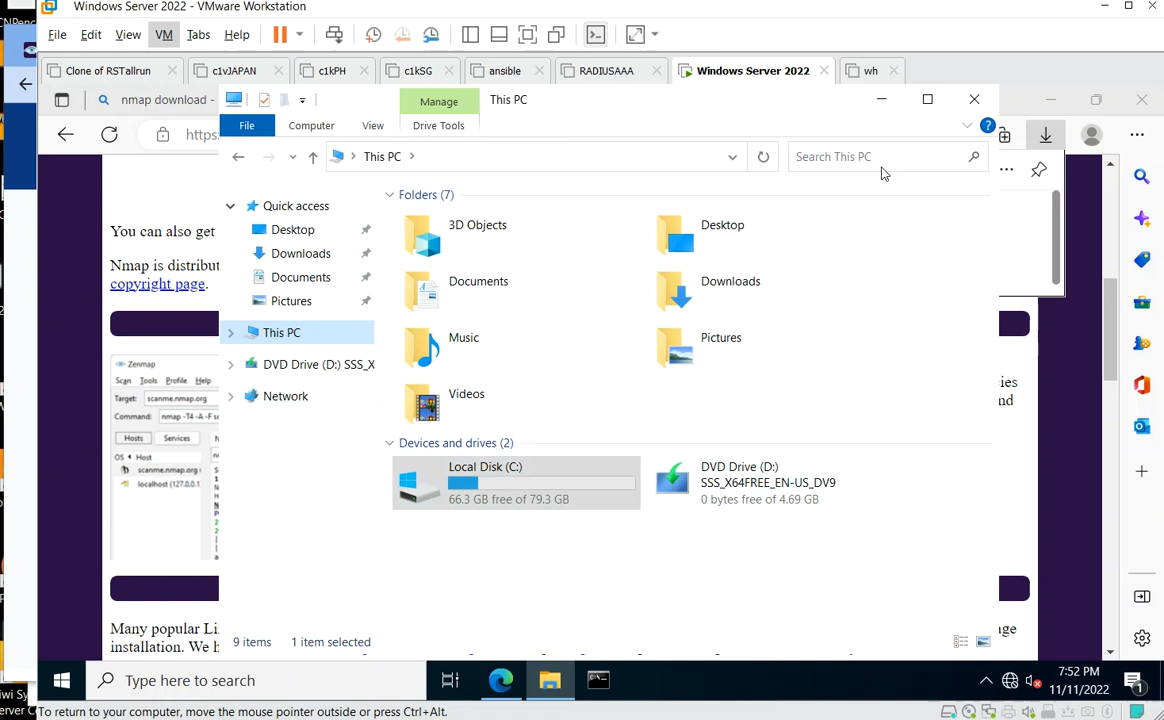 Windows Server 2022 - VMware Workstation
File Edit View VM Tabs Help
Clone of RSTallrun
c1vJAPAN
c1kPH
c1kSG
ansible
RADIUSAAA
Windows Server 2022
wh
nmap download -
https:
Manage
This PC
File Computer View Drive Tools
This PC
Search This PC
Quick access
Desktop
Downloads
Documents
Pictures
This PC
DVD Drive (D:) SSS_X
Network
Folders (7)
3D Objects
Desktop
Documents
Downloads
Music
Pictures
Videos
Devices and drives (2)
Local Disk (C:)
66.3 GB free of 79.3 GB
DVD Drive (D:)
SSS_X64FREE_EN-US_DV9
0 bytes free of 4.69 GB
9 items 1 item selected
You can also get
Nmap is distribut
copyright page.
Zenmap
Scan Tools Profile Help
Target: scanme.nmap.org
Command: nmap -T4 -A -F sc
Hosts Services
OS Host
scanme.nmap.org
localhost (127.0.0.1
ies
nd
Many popular Li
installation. We h
ge
Type here to search
7:52 PM
11/11/2022
1
To return to your computer, move the mouse pointer outside or press Ctrl+Alt.